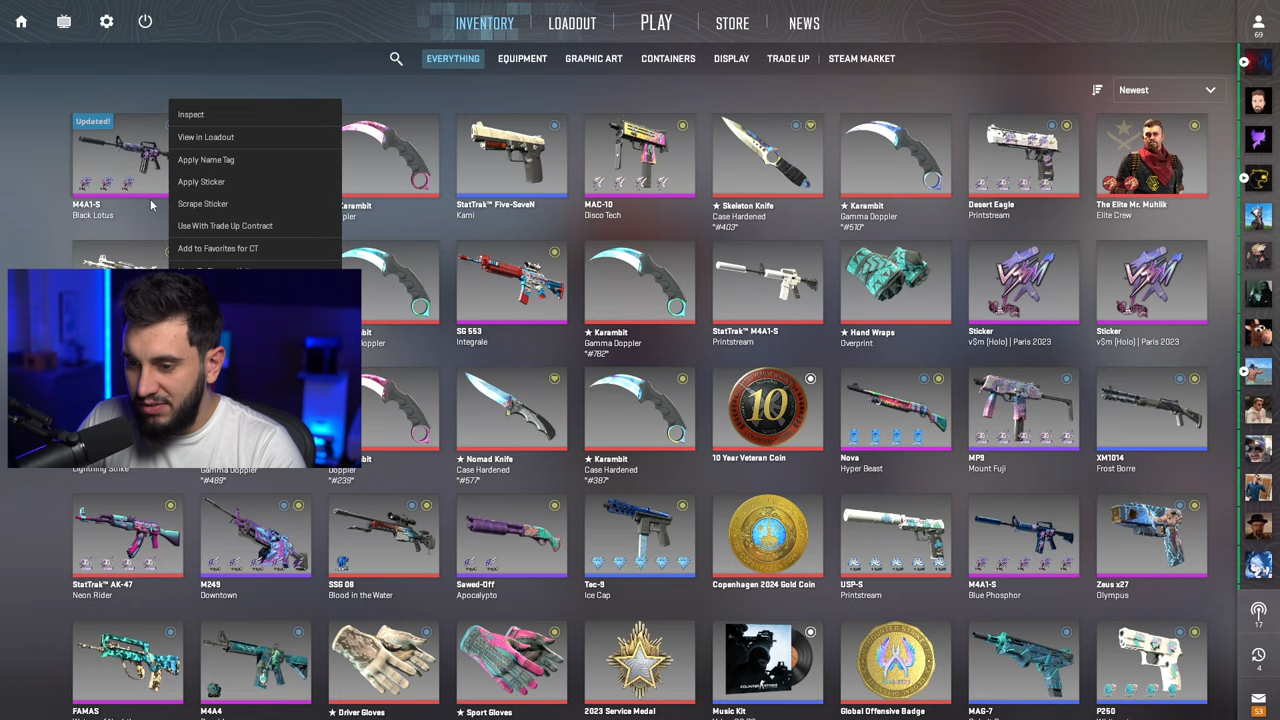 INVENTORY
LOADOUT
PLAY
STORE
NEWS
69
EVERYTHING
EQUIPMENT
GRAPHIC ART
CONTAINERS
DISPLAY
TRADE UP
STEAM MARKET
Newest
Updated!
M4A1-S
Black Lotus
Inspect
View in Loadout
Apply Name Tag
Apply Sticker
Scrape Sticker
Use With Trade Up Contract
Add to Favorites for CT
StatTrak™ Five-SeveN
Kami
MAC-10
Disco Tech
★ Skeleton Knife
Case Hardened
"#403"
★ Karambit
Gamma Doppler
"#510"
Desert Eagle
Printstream
The Elite Mr. Muhlik
Elite Crew
SG 553
Integrale
★ Karambit
Gamma Doppler
"#782"
StatTrak™ M4A1-S
Printstream
★ Hand Wraps
Overprint
Sticker
v$m (Holo) | Paris 2023
Sticker
v$m (Holo) | Paris 2023
Lightning Strike
Gamma Doppler
"#489"
Doppler
"#239"
★ Nomad Knife
Case Hardened
"#577"
★ Karambit
Case Hardened
"#387"
10
10 Year Veteran Coin
Nova
Hyper Beast
MP9
Mount Fuji
XM1014
Frost Borre
StatTrak™ AK-47
Neon Rider
M249
Downtown
SSG 08
Blood in the Water
Sawed-Off
Apocalypto
Tec-9
Ice Cap
Copenhagen 2024 Gold Coin
USP-S
Printstream
M4A1-S
Blue Phosphor
Zeus x27
Olympus
FAMAS
M4A4
★ Driver Gloves
★ Sport Gloves
2023 Service Medal
Music Kit
Global Offensive Badge
MAG-7
P250
17
4
53